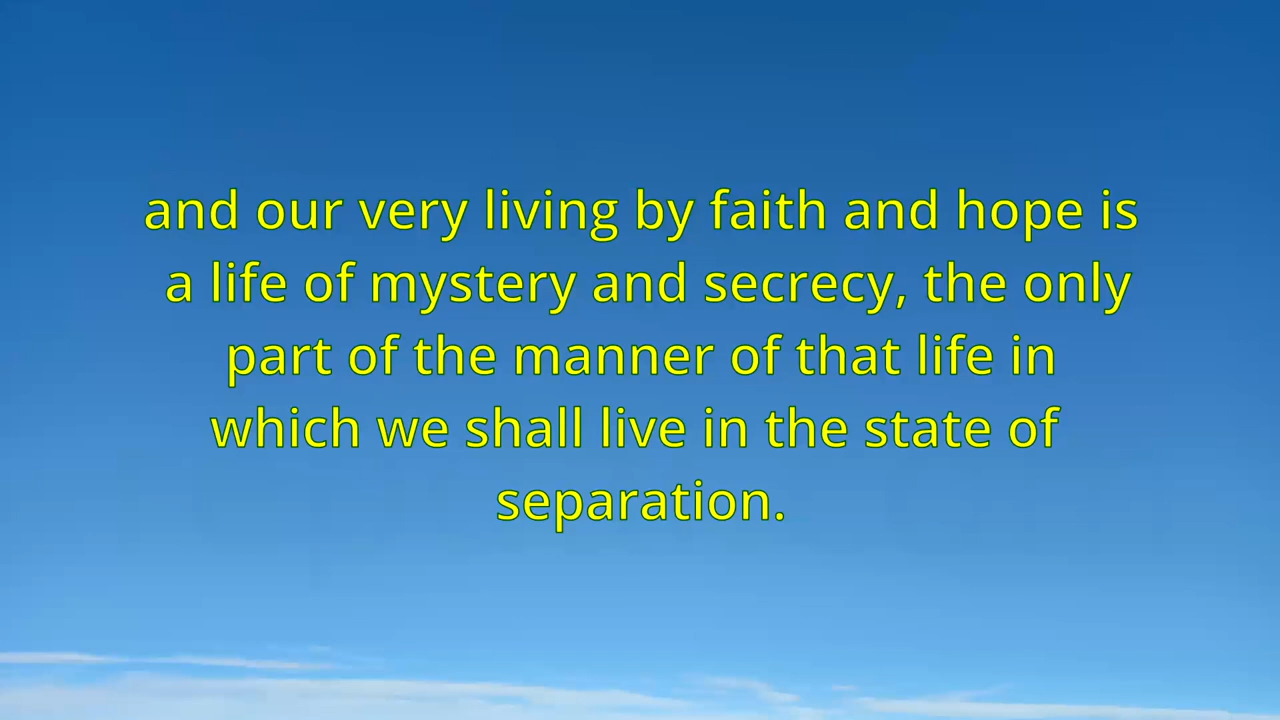 and our very living by faith and hope is
a life of mystery and secrecy, the only
part of the manner of that life in
which we shall live in the state of
separation.